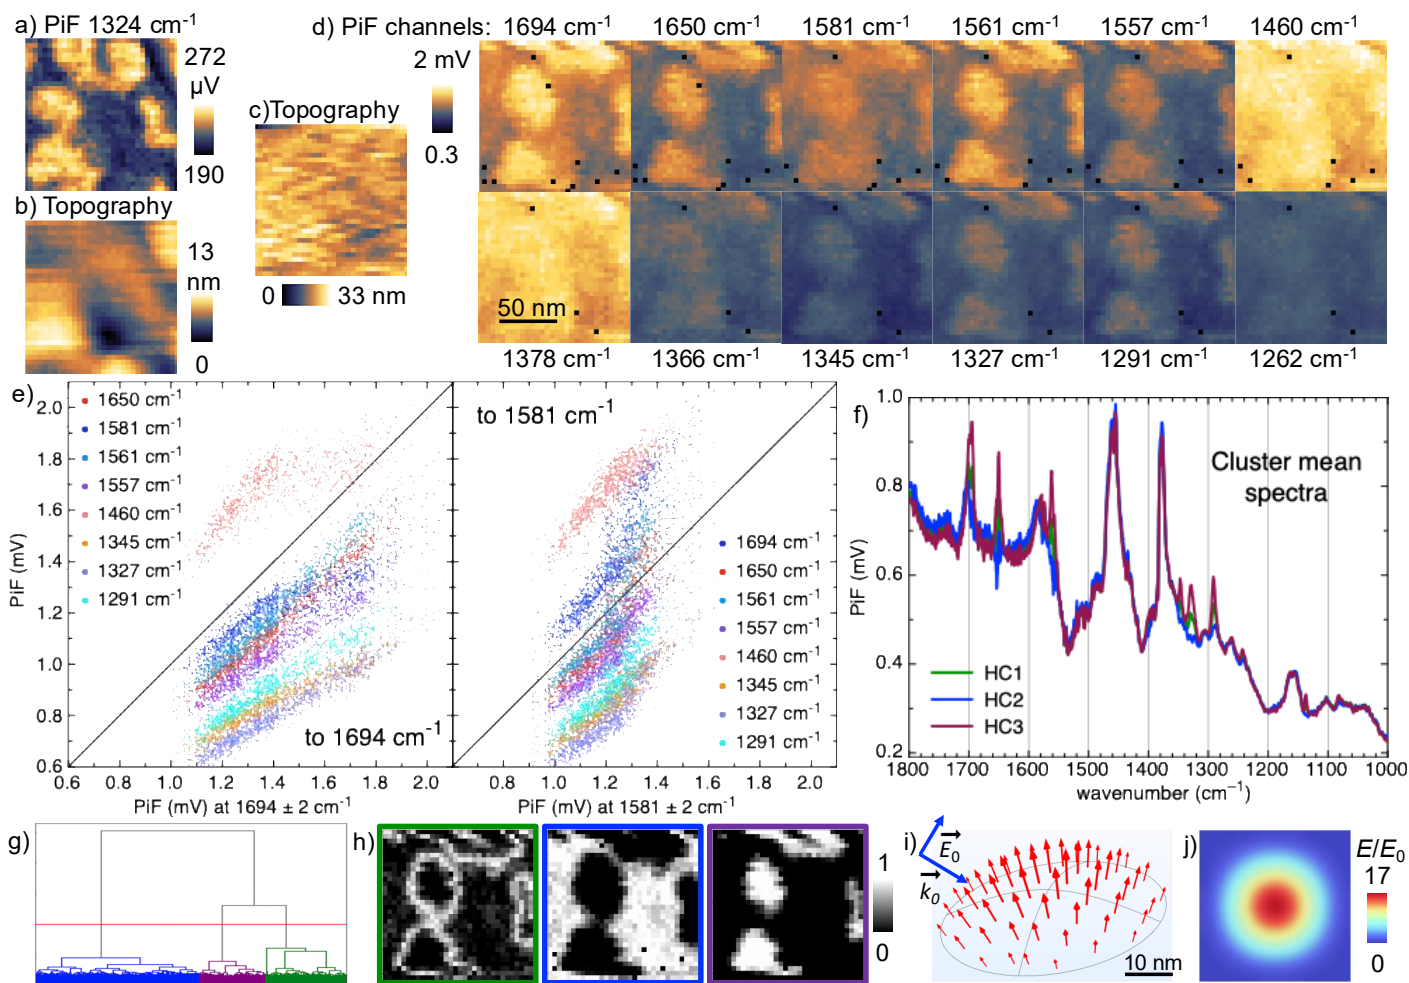 a) PiF 1324 cm⁻¹
272
µV
190
b) Topography
13
nm
0
c)Topography
0 33 nm
d) PiF channels: 1694 cm⁻¹ 1650 cm⁻¹ 1581 cm⁻¹ 1561 cm⁻¹ 1557 cm⁻¹ 1460 cm⁻¹
2 mV
0.3
50 nm
1378 cm⁻¹ 1366 cm⁻¹ 1345 cm⁻¹ 1327 cm⁻¹ 1291 cm⁻¹ 1262 cm⁻¹
e)
1650 cm⁻¹
1581 cm⁻¹
1561 cm⁻¹
1557 cm⁻¹
1460 cm⁻¹
1345 cm⁻¹
1327 cm⁻¹
1291 cm⁻¹
to 1694 cm⁻¹
PiF (mV)
2.0
1.8
1.6
1.4
1.2
1.0
0.8
0.6
0.6 0.8 1.0 1.2 1.4 1.6 1.8 2.0
PiF (mV) at 1694 ± 2 cm⁻¹
to 1581 cm⁻¹
1694 cm⁻¹
1650 cm⁻¹
1561 cm⁻¹
1557 cm⁻¹
1460 cm⁻¹
1345 cm⁻¹
1327 cm⁻¹
1291 cm⁻¹
0.8 1.0 1.2 1.4 1.6 1.8 2.0
PiF (mV) at 1581 ± 2 cm⁻¹
f)
Cluster mean
spectra
HC1
HC2
HC3
PiF (mV)
1.0
0.8
0.6
0.4
0.2
1800 1700 1600 1500 1400 1300 1200 1100 1000
wavenumber (cm⁻¹)
g)
h)
1
0
i)
E₀
k₀
10 nm
j)
E/E₀
17
0